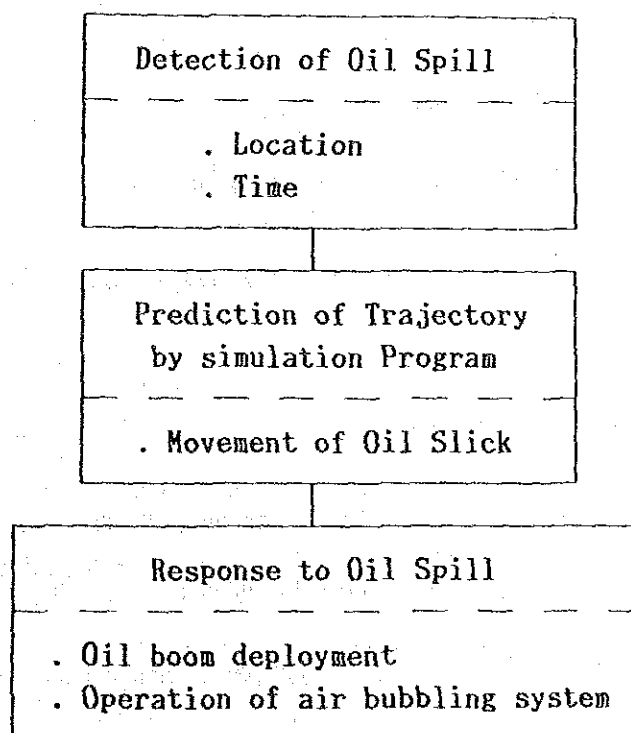 Detection of Oil Spill
. Location
. Time
Prediction of Trajectory
by simulation Program
. Movement of Oil Slick
Response to Oil Spill
. Oil boom deployment
. Operation of air bubbling system